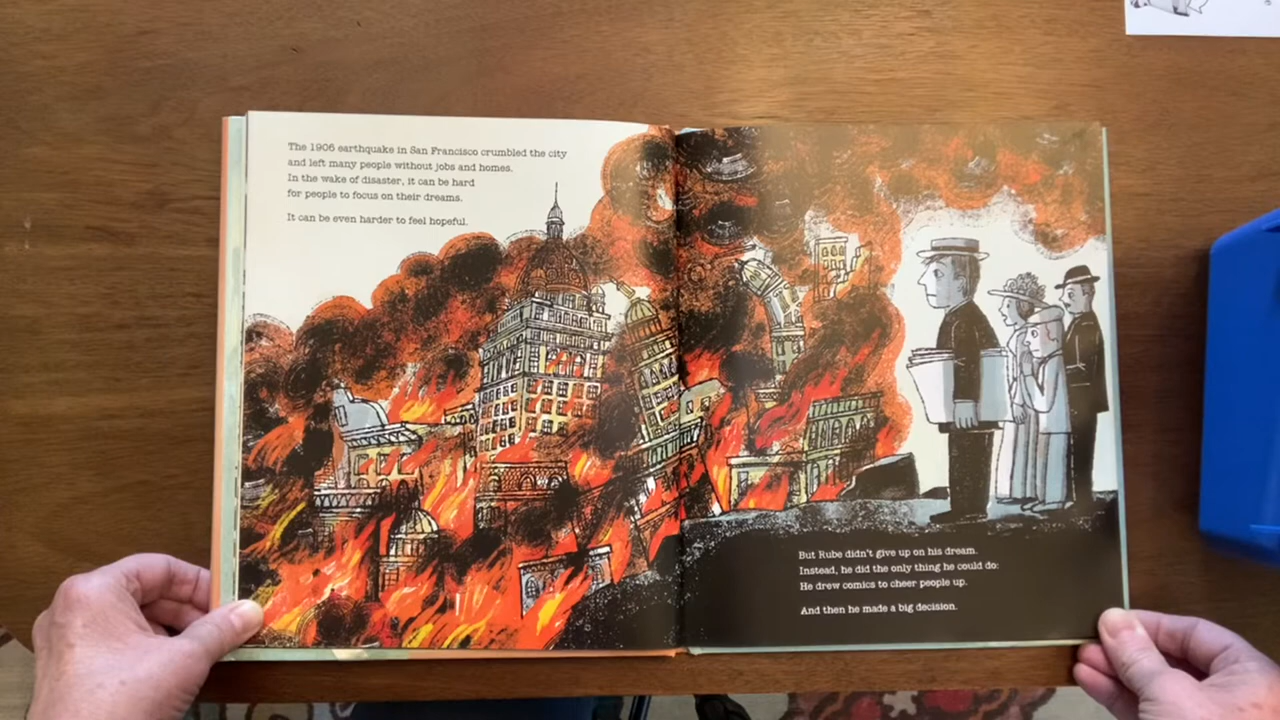 The 1906 earthquake in San Francisco crumbled the city
and left many people without jobs and homes.
In the wake of disaster, it can be hard
for people to focus on their dreams.
It can be even harder to feel hopeful.
But Rube didn't give up on his dream.
Instead, he did the only thing he could do:
He drew comics to cheer people up.
And then he made a big decision.